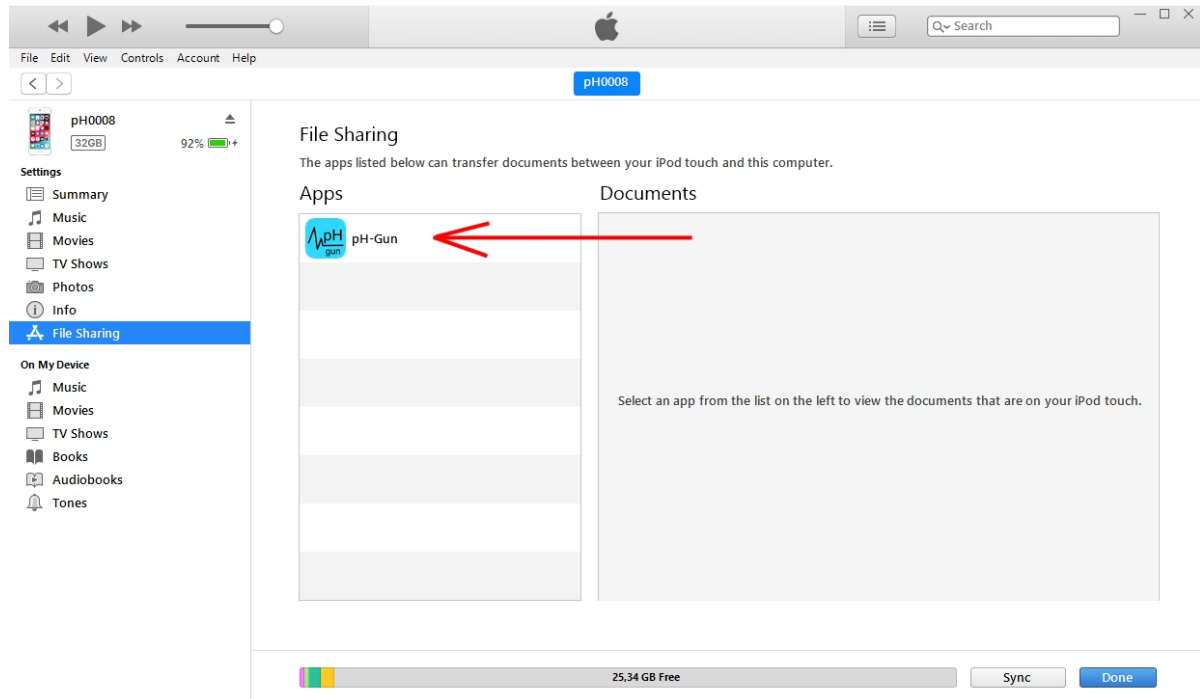 Search
File Edit View Controls Account Help
pH0008
pH0008
32GB
92%
Settings
Summary
Music
Movies
TV Shows
Photos
Info
File Sharing
On My Device
Music
Movies
TV Shows
Books
Audiobooks
Tones
File Sharing
The apps listed below can transfer documents between your iPod touch and this computer.
Apps
pH
gun
pH-Gun
Documents
Select an app from the list on the left to view the documents that are on your iPod touch.
25,34 GB Free
Sync
Done